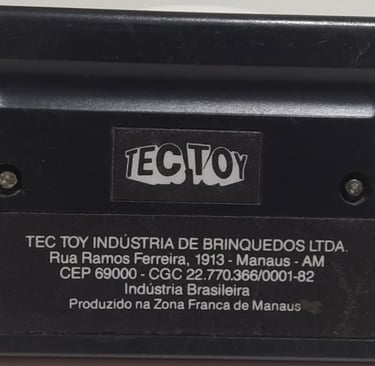 TEC TOY
TEC TOY INDÚSTRIA DE BRINQUEDOS LTDA.
Rua Ramos Ferreira, 1913 - Manaus - AM
CEP 69000 - CGC 22.770.366/0001-82
Indústria Brasileira
Produzido na Zona Franca de Manaus